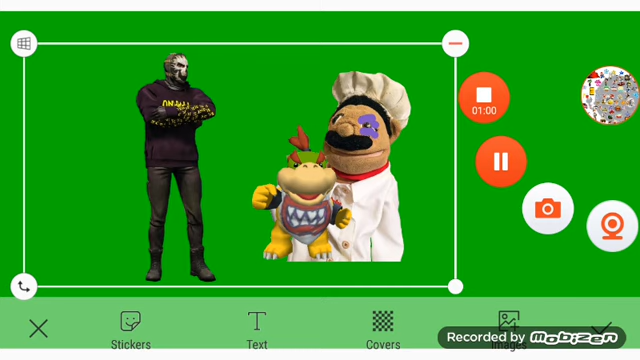 01:00
Stickers
Text
Covers
Images
Recorded by Mobizen